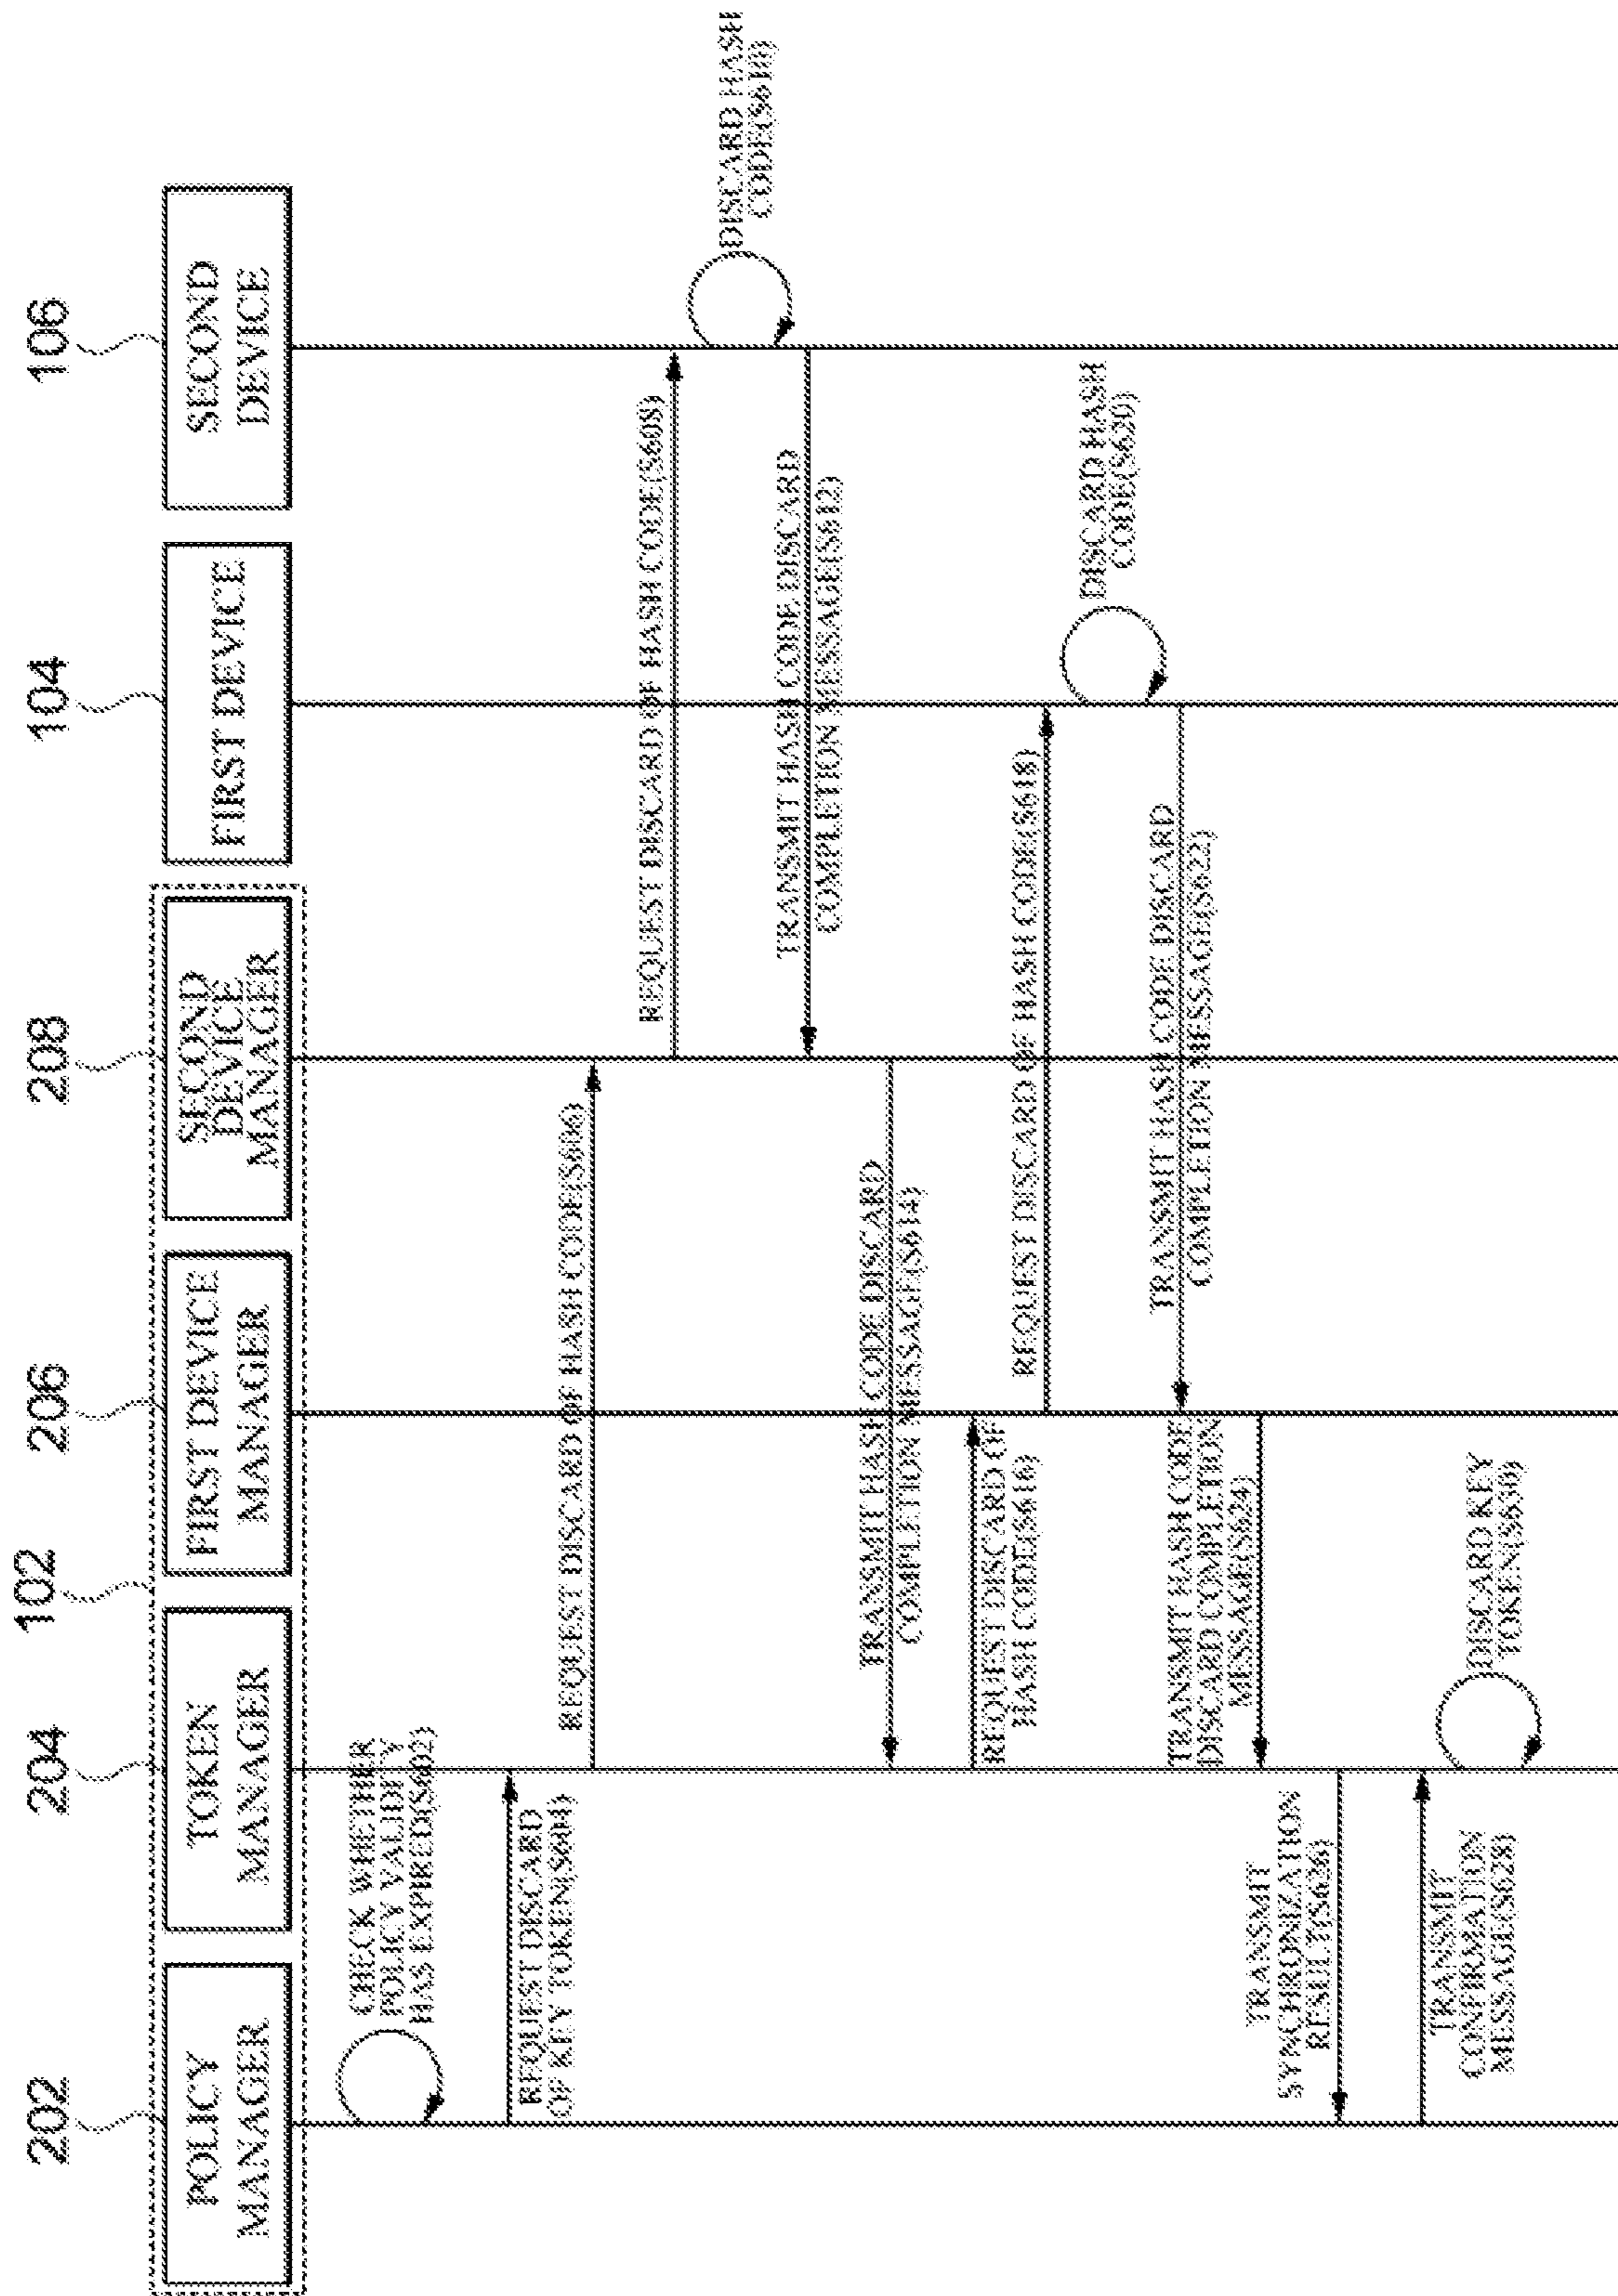 202
204
102
206
208
104
106
POLICY
MANAGER
TOKEN
MANAGER
FIRST DEVICE
MANAGER
SECOND
DEVICE
MANAGER
FIRST DEVICE
SECOND
DEVICE
CHECK WHETHER
POLICY VALIDITY
HAS EXPIRED(S602)
REQUEST DISCARD
OF KEY TOKEN(S604)
REQUEST DISCARD OF HASH CODE(S606)
REQUEST DISCARD OF HASH CODE(S608)
DISCARD HASH
CODE(S610)
TRANSMIT HASH CODE DISCARD
COMPLETION MESSAGE(S612)
TRANSMIT HASH CODE DISCARD
COMPLETION MESSAGE(S614)
REQUEST DISCARD OF
HASH CODE(S616)
REQUEST DISCARD OF HASH CODE(S618)
DISCARD HASH
CODE(S620)
TRANSMIT HASH CODE DISCARD
COMPLETION MESSAGE(S622)
TRANSMIT HASH CODE
DISCARD COMPLETION
MESSAGE(S624)
TRANSMIT
SYNCHRONIZATION
RESULT(S626)
TRANSMIT
CONFIRMATION
MESSAGE(S628)
DISCARD KEY
TOKEN(S630)